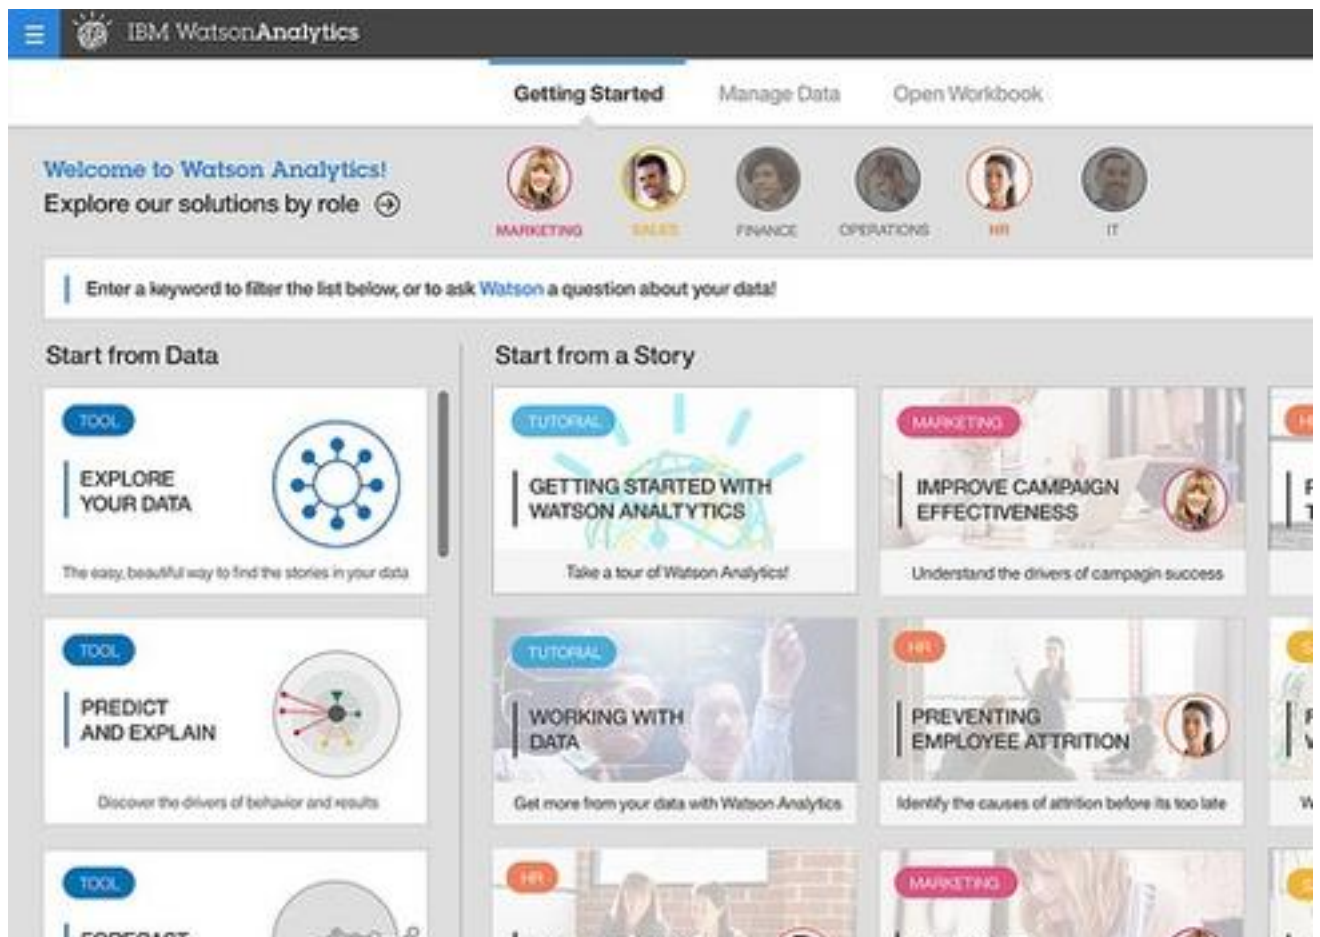 IBM WatsonAnalytics
Getting Started
Manage Data
Open Workbook
Welcome to Watson Analytics!
Explore our solutions by role
MARKETING
SALES
FINANCE
OPERATIONS
HR
IT
Enter a keyword to filter the list below, or to ask Watson a question about your data!
Start from Data
TOOL
EXPLORE
YOUR DATA
The easy, beautiful way to find the stories in your data
TOOL
PREDICT
AND EXPLAIN
Discover the drivers of behavior and results
TOOL
FORECAST
Start from a Story
TUTORIAL
GETTING STARTED WITH
WATSON ANALTYTICS
Take a tour of Watson Analytics!
MARKETING
IMPROVE CAMPAIGN
EFFECTIVENESS
Understand the drivers of campagin success
TUTORIAL
WORKING WITH
DATA
Get more from your data with Watson Analytics
HR
PREVENTING
EMPLOYEE ATTRITION
Identify the causes of attrition before its too late
HR
MARKETING